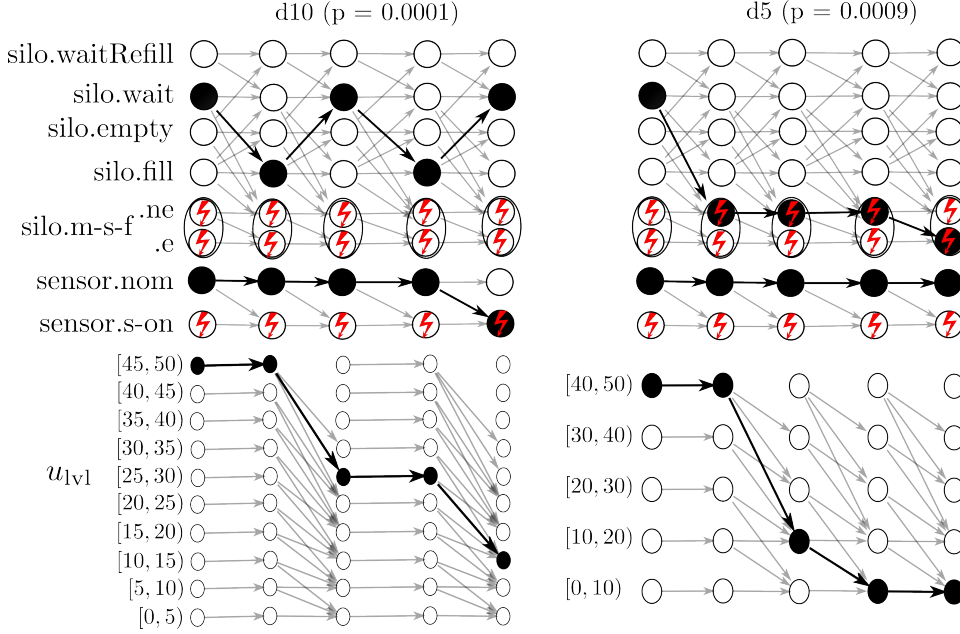 d10 (p = 0.0001)
d5 (p = 0.0009)
silo.waitRefill
silo.wait
silo.empty
silo.fill
silo.m-s-f .ne
.e
sensor.nom
sensor.s-on
u_lvl
[45, 50)
[40, 45)
[35, 40)
[30, 35)
[25, 30)
[20, 25)
[15, 20)
[10, 15)
[5, 10)
[0, 5)
[40, 50)
[30, 40)
[20, 30)
[10, 20)
[0, 10)